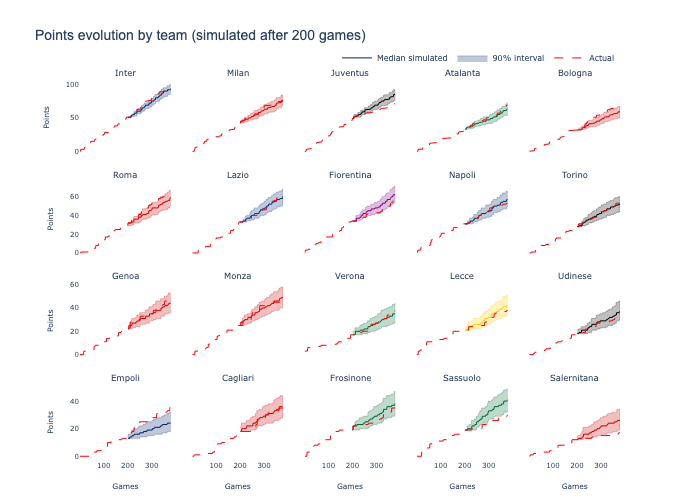 Points evolution by team (simulated after 200 games)
Median simulated 90% interval Actual
Inter Milan Juventus Atalanta Bologna
100
50
0
Points
Roma Lazio Fiorentina Napoli Torino
60
40
20
0
Points
Genoa Monza Verona Lecce Udinese
60
40
20
0
Points
Empoli Cagliari Frosinone Sassuolo Salernitana
40
20
0
Points
100 200 300 100 200 300 100 200 300 100 200 300 100 200 300
Games Games Games Games Games